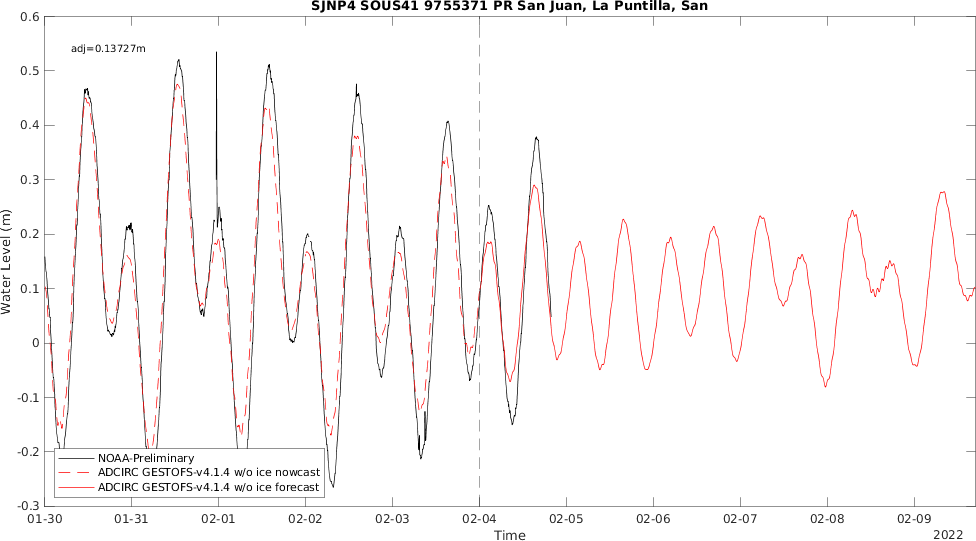 SJNP4 SOUS41 9755371 PR San Juan, La Puntilla, San
adj=0.13727m
0.6
0.5
0.4
0.3
0.2
0.1
0
-0.1
-0.2
-0.3
Water Level (m)
NOAA-Preliminary
ADCIRC GESTOFS-v4.1.4 w/o ice nowcast
ADCIRC GESTOFS-v4.1.4 w/o ice forecast
01-30 01-31 02-01 02-02 02-03 02-04 02-05 02-06 02-07 02-08 02-09
Time
2022